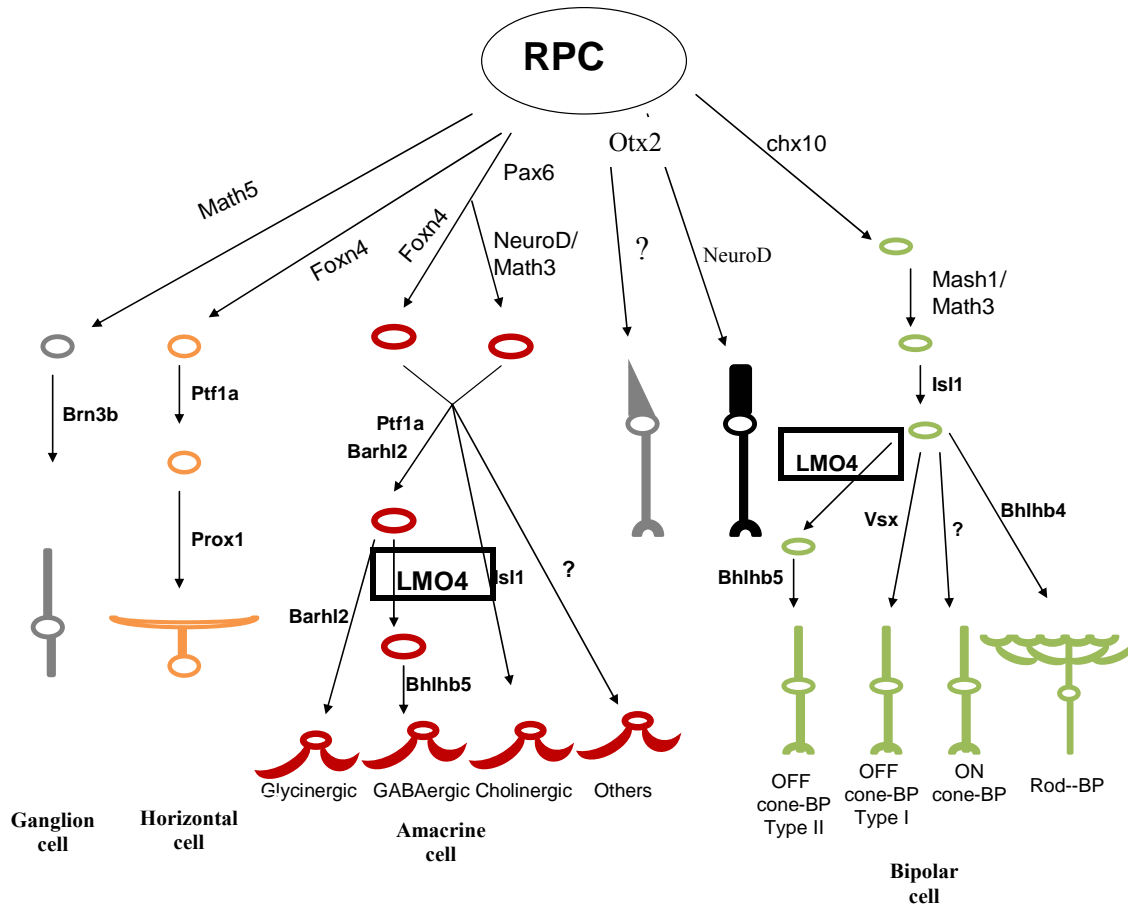 RPC
Otx2
chx10
Math5
Foxn4
Foxn4
Pax6
NeuroD/
Math3
?
NeuroD
Mash1/
Math3
Isl1
Brn3b
Ptf1a
Prox1
Ptf1a
Barhl2
LMO4
Isl1
?
Barhl2
Bhlhb5
LMO4
Vsx
?
Bhlhb4
Bhlhb5
Glycinergic
GABAergic
Cholinergic
Others
OFF
cone-BP
Type II
OFF
cone-BP
Type I
ON
cone-BP
Rod--BP
Ganglion
cell
Horizontal
cell
Amacrine
cell
Bipolar
cell